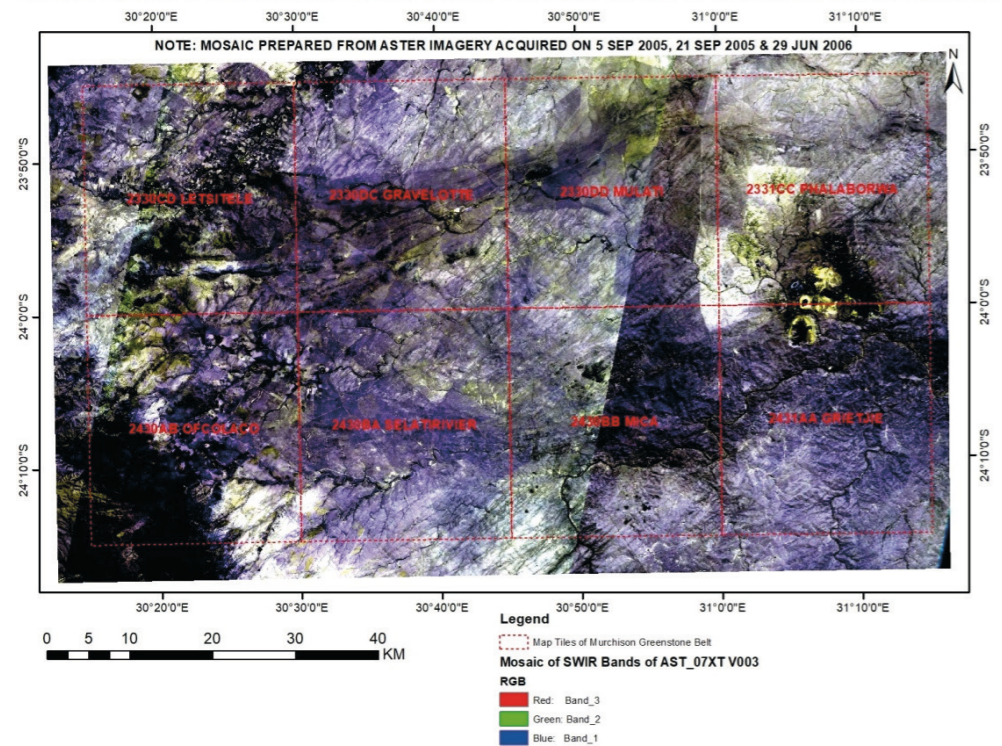 30°20'0"E 30°30'0"E 30°40'0"E 30°50'0"E 31°0'0"E 31°10'0"E
NOTE: MOSAIC PREPARED FROM ASTER IMAGERY ACQUIRED ON 5 SEP 2005, 21 SEP 2005 & 29 JUN 2006
N
23°50'0"S 23°50'0"S
2330CD LETSITELE 2330DC GRAVELOTTE 2330DD MULATI 2331CC PHALABORWA
24°0'0"S 24°0'0"S
2430AB OFCOLACO 2430BA SELATIRIVIER 2430BB MICA 2431AA GRIETJIE
24°10'0"S 24°10'0"S
30°20'0"E 30°30'0"E 30°40'0"E 30°50'0"E 31°0'0"E 31°10'0"E
Legend
0 5 10 20 30 40
KM
Map Tiles of Murchison Greenstone Belt
Mosaic of SWIR Bands of AST_07XT V003
RGB
Red: Band_3
Green: Band_2
Blue: Band_1